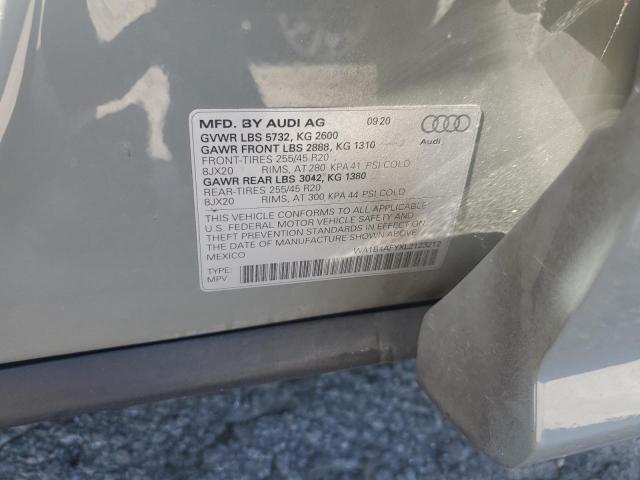 MFD. BY AUDI AG 09.20
GVWR LBS 5732, KG 2600
GAWR FRONT LBS 2888, KG 1310
FRONT-TIRES 255/45 R20
8JX20 RIMS, AT 280 KPA 41 PSI COLD
GAWR REAR LBS 3042, KG 1380
REAR-TIRES 255/45 R20
8JX20 RIMS, AT 300 KPA 44 PSI COLD
THIS VEHICLE CONFORMS TO ALL APPLICABLE
U.S. FEDERAL MOTOR VEHICLE SAFETY AND
THEFT PREVENTION STANDARDS IN EFFECT ON
THE DATE OF MANUFACTURE SHOWN ABOVE.
MEXICO
TYPE:
MPV
Audi